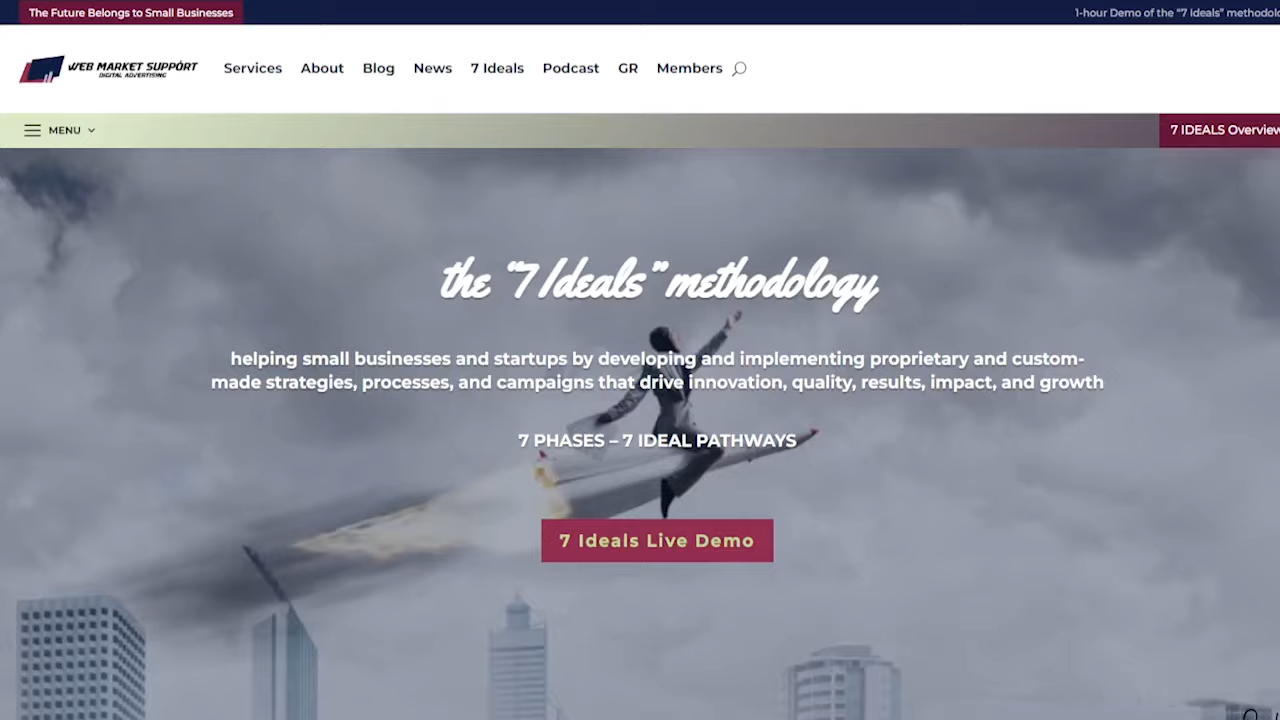 The Future Belongs to Small Businesses
1-hour Demo of the "7 Ideals"
WEB MARKET SUPPORT
DIGITAL ADVERTISING
Services About Blog News 7 Ideals Podcast GR Members
MENU
7 IDEALS Overview
the "7 Ideals" methodology
helping small businesses and startups by developing and implementing proprietary and custom-
made strategies, processes, and campaigns that drive innovation, quality, results, impact, and growth
7 PHASES – 7 IDEAL PATHWAYS
7 Ideals Live Demo